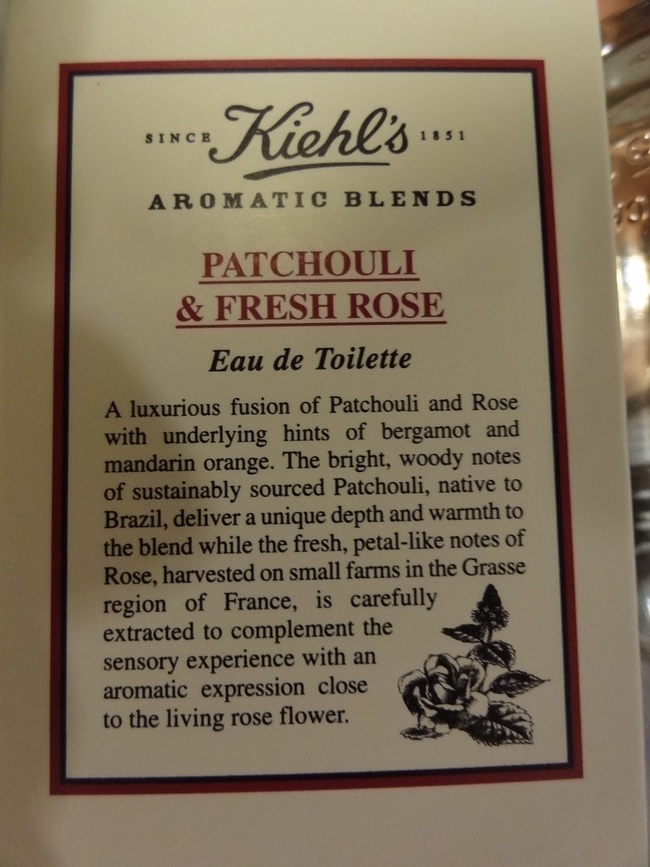 SINCE Kiehl's 1851
AROMATIC BLENDS
PATCHOULI
& FRESH ROSE
Eau de Toilette
A luxurious fusion of Patchouli and Rose
with underlying hints of bergamot and
mandarin orange. The bright, woody notes
of sustainably sourced Patchouli, native to
Brazil, deliver a unique depth and warmth to
the blend while the fresh, petal-like notes of
Rose, harvested on small farms in the Grasse
region of France, is carefully
extracted to complement the
sensory experience with an
aromatic expression close
to the living rose flower.